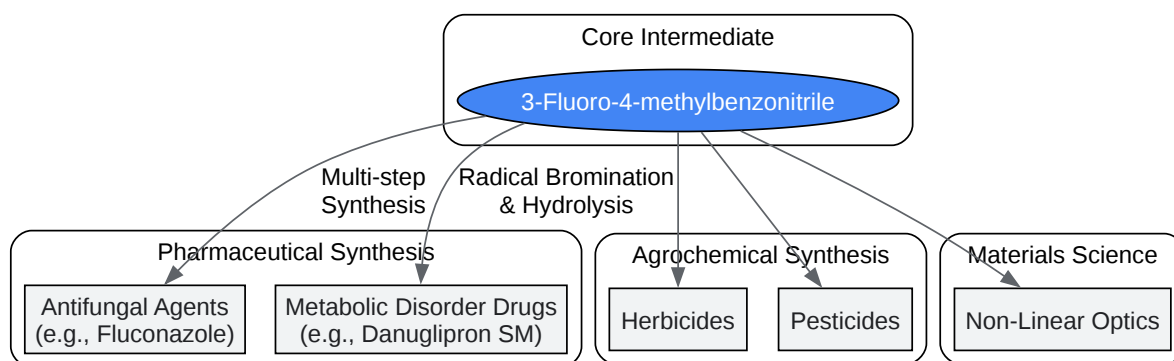 Core Intermediate
3-Fluoro-4-methylbenzonitrile
Multi-step
Synthesis
Radical Bromination
& Hydrolysis
Pharmaceutical Synthesis
Antifungal Agents
(e.g., Fluconazole)
Metabolic Disorder Drugs
(e.g., Danuglipron SM)
Agrochemical Synthesis
Herbicides
Pesticides
Materials Science
Non-Linear Optics